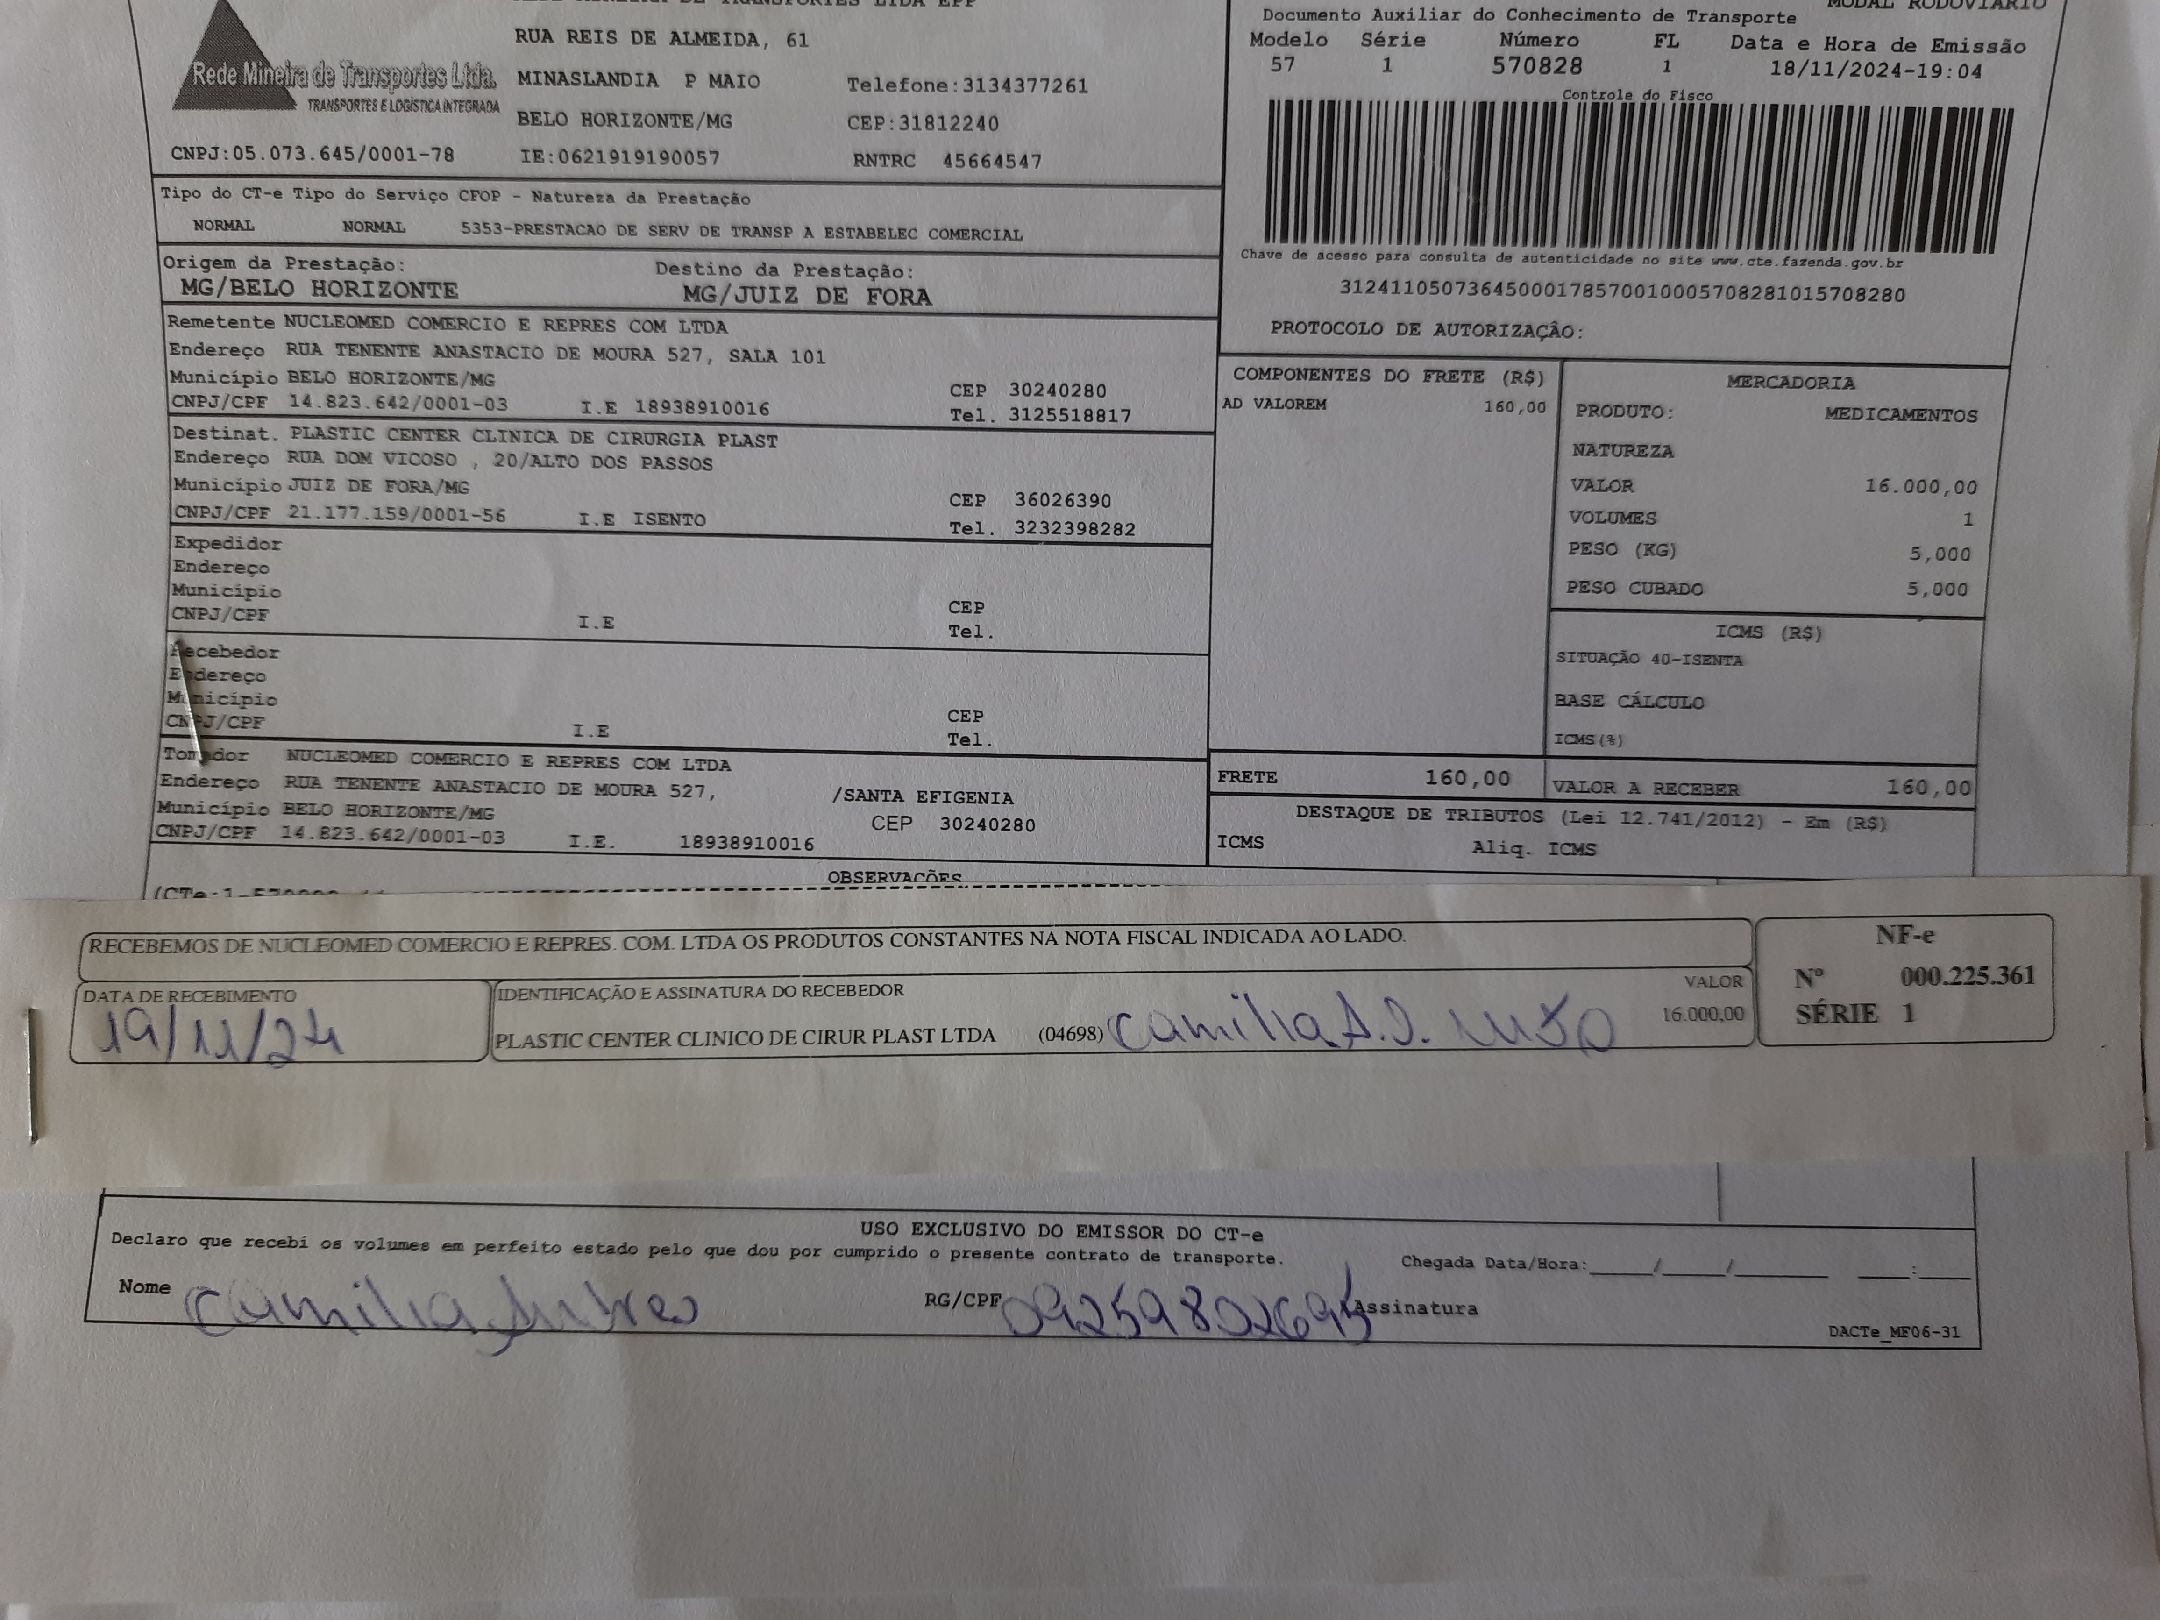 RUA REIS DE ALMEIDA, 61
Rede Mineira de Transportes Ltda.
TRANSPORTES E LOGÍSTICA INTEGRADA
MINASLANDIA P MAIO Telefone:3134377261
BELO HORIZONTE/MG CEP:31812240
CNPJ:05.073.645/0001-78 IE:0621919190057 RNTRC 45664547
MODAL RODOVIÁRIO
Documento Auxiliar do Conhecimento de Transporte
Modelo Série Número FL Data e Hora de Emissão
57 1 570828 1 18/11/2024-19:04
Controle do Fisco
Chave de acesso para consulta de autenticidade no site www.cte.fazenda.gov.br
31241105073645000178570010005708281015708280
PROTOCOLO DE AUTORIZAÇÃO:
Tipo do CT-e Tipo do Serviço CFOP - Natureza da Prestação
NORMAL NORMAL 5353-PRESTACAO DE SERV DE TRANSP A ESTABELEC COMERCIAL
Origem da Prestação: Destino da Prestação:
MG/BELO HORIZONTE MG/JUIZ DE FORA
Remetente NUCLEOMED COMERCIO E REPRES COM LTDA
Endereço RUA TENENTE ANASTACIO DE MOURA 527, SALA 101
Município BELO HORIZONTE/MG CEP 30240280
CNPJ/CPF 14.823.642/0001-03 I.E 18938910016 Tel. 3125518817
Destinat. PLASTIC CENTER CLINICA DE CIRURGIA PLAST
Endereço RUA DOM VICOSO , 20/ALTO DOS PASSOS
Município JUIZ DE FORA/MG CEP 36026390
CNPJ/CPF 21.177.159/0001-56 I.E ISENTO Tel. 3232398282
Expedidor
Endereço
Município CEP
CNPJ/CPF I.E Tel.
Recebedor
Endereço
Município CEP
CNPJ/CPF I.E Tel.
Tomador NUCLEOMED COMERCIO E REPRES COM LTDA
Endereço RUA TENENTE ANASTACIO DE MOURA 527, /SANTA EFIGENIA
Município BELO HORIZONTE/MG CEP 30240280
CNPJ/CPF 14.823.642/0001-03 I.E. 18938910016
COMPONENTES DO FRETE (R$)
AD VALOREM 160,00
MERCADORIA
PRODUTO: MEDICAMENTOS
NATUREZA
VALOR 16.000,00
VOLUMES 1
PESO (KG) 5,000
PESO CUBADO 5,000
ICMS (R$)
SITUAÇÃO 40-ISENTA
BASE CÁLCULO
ICMS(%)
FRETE 160,00 VALOR A RECEBER 160,00
DESTAQUE DE TRIBUTOS (Lei 12.741/2012) - Em (R$)
ICMS Aliq. ICMS
OBSERVAÇÕES
RECEBEMOS DE NUCLEOMED COMERCIO E REPRES. COM. LTDA OS PRODUTOS CONSTANTES NA NOTA FISCAL INDICADA AO LADO.
DATA DE RECEBIMENTO IDENTIFICAÇÃO E ASSINATURA DO RECEBEDOR VALOR
19/11/24 PLASTIC CENTER CLINICO DE CIRUR PLAST LTDA (04698) Camilla A. 16.000,00
NF-e
Nº 000.225.361
SÉRIE 1
USO EXCLUSIVO DO EMISSOR DO CT-e
Declaro que recebi os volumes em perfeito estado pelo que dou por cumprido o presente contrato de transporte. Chegada Data/Hora:_____/_____/________ ____:____
Nome Camilla RG/CPF 09259802695 Assinatura
DACTe_MF06-31